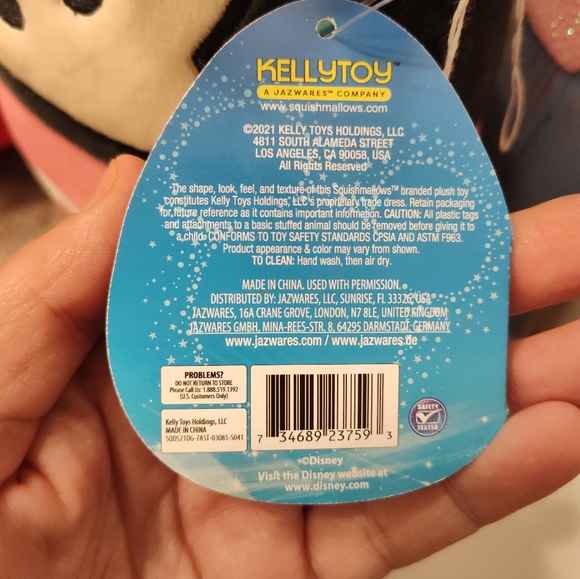 KELLYTOY™
A JAZWARES™ COMPANY
www.squishmallows.com
©2021 KELLY TOYS HOLDINGS, LLC
4811 SOUTH ALAMEDA STREET
LOS ANGELES, CA 90058, USA
All Rights Reserved
The shape, look, feel, and texture of this Squishmallows™ branded plush toy
constitutes Kelly Toys Holdings, LLC's proprietary trade dress. Retain packaging
for future reference as it contains important information. CAUTION: All plastic tags
and attachments to a basic stuffed animal should be removed before giving it to
a child. CONFORMS TO TOY SAFETY STANDARDS CPSIA AND ASTM F963.
Product appearance & color may vary from shown.
TO CLEAN: Hand wash, then air dry.
MADE IN CHINA. USED WITH PERMISSION.
DISTRIBUTED BY: JAZWARES, LLC, SUNRISE, FL 33326, USA
JAZWARES, 16A CRANE GROVE, LONDON, N7 8LE, UNITED KINGDOM
JAZWARES GMBH, MINA-REES-STR. 8, 64295 DARMSTADT, GERMANY
www.jazwares.com / www.jazwares.de
PROBLEMS?
DO NOT RETURN TO STORE
Please Call Us: 1.888.519.1392
(U.S. Customers Only)
Kelly Toys Holdings, LLC
MADE IN CHINA
SQDS21DG-7AST-03085-S041
7 34689 23759 3
SAFETY
TESTED
©Disney
Visit the Disney website at
www.disney.com